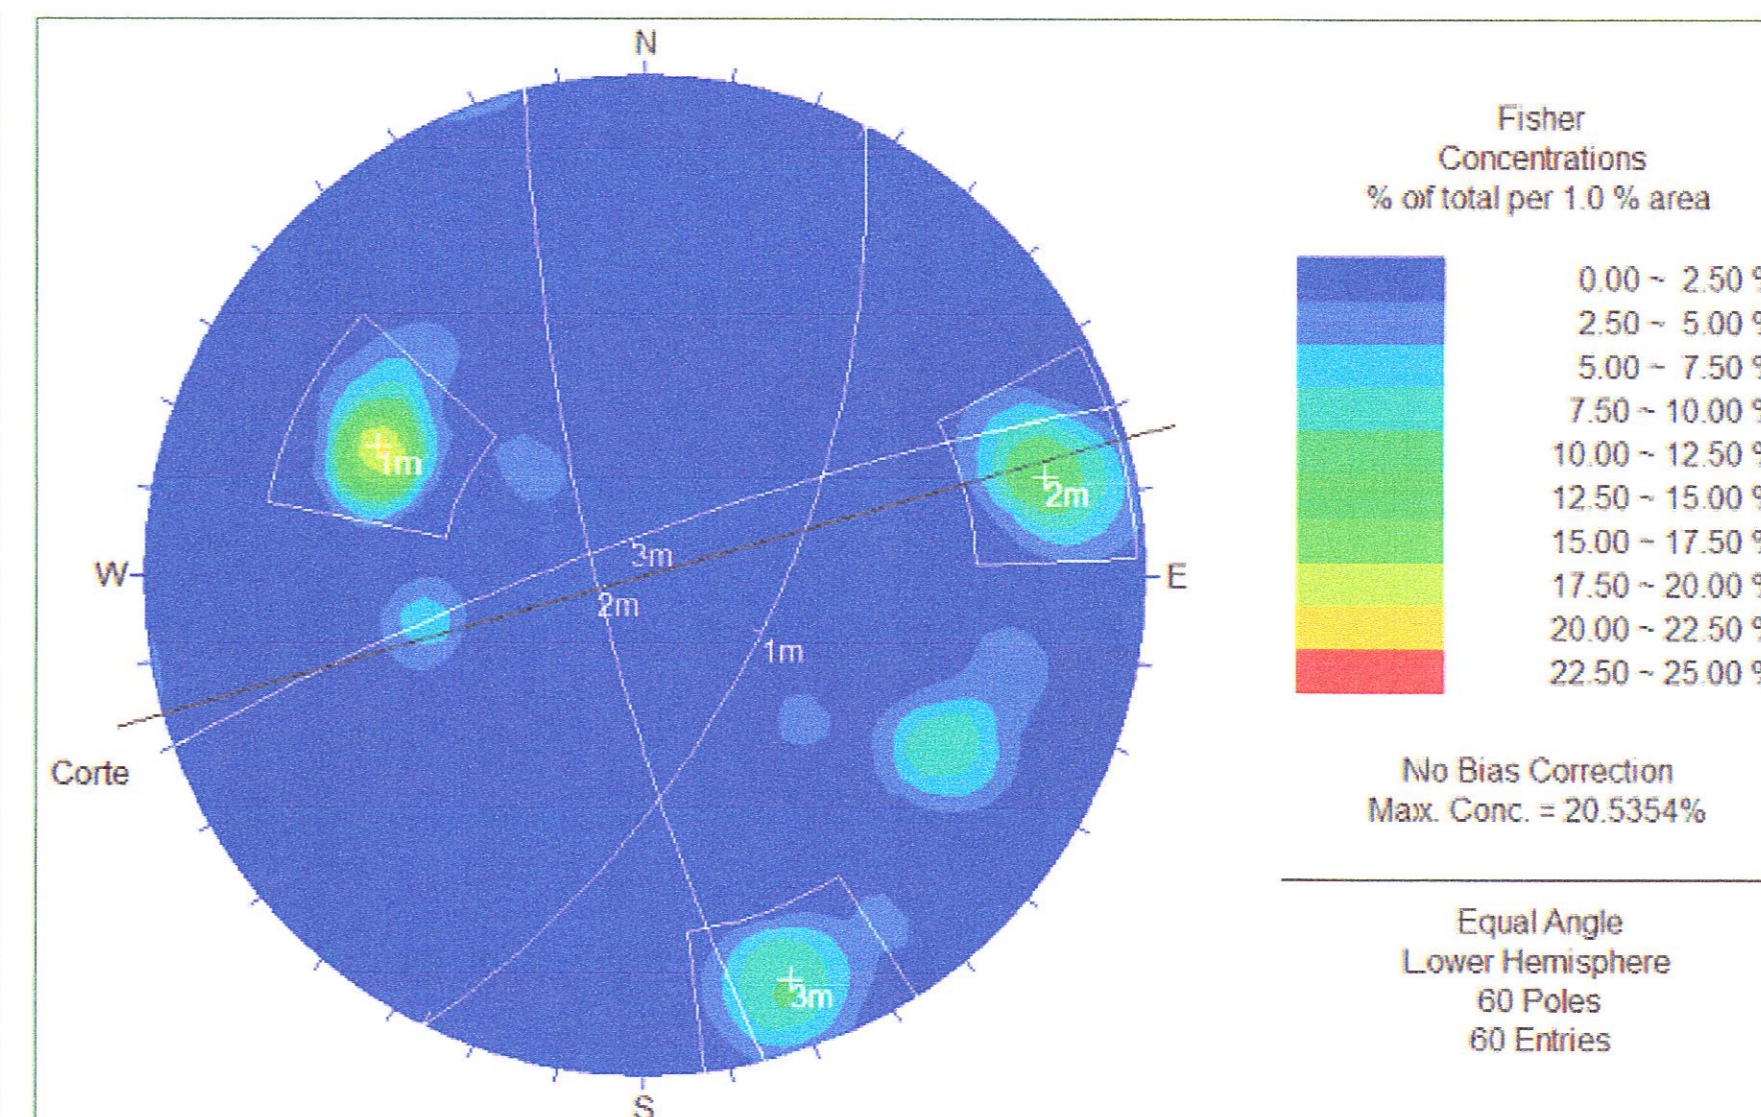 N
Fisher
Concentrations
% of total per 1.0 % area
0.00 ~ 2.50 %
2.50 ~ 5.00 %
5.00 ~ 7.50 %
7.50 ~ 10.00 %
10.00 ~ 12.50 %
12.50 ~ 15.00 %
15.00 ~ 17.50 %
17.50 ~ 20.00 %
20.00 ~ 22.50 %
22.50 ~ 25.00 %
1m
2m
3m
W
E
2m
1m
Corte
No Bias Correction
Max. Conc. = 20.5354%
3m
Equal Angle
Lower Hemisphere
60 Poles
60 Entries
S